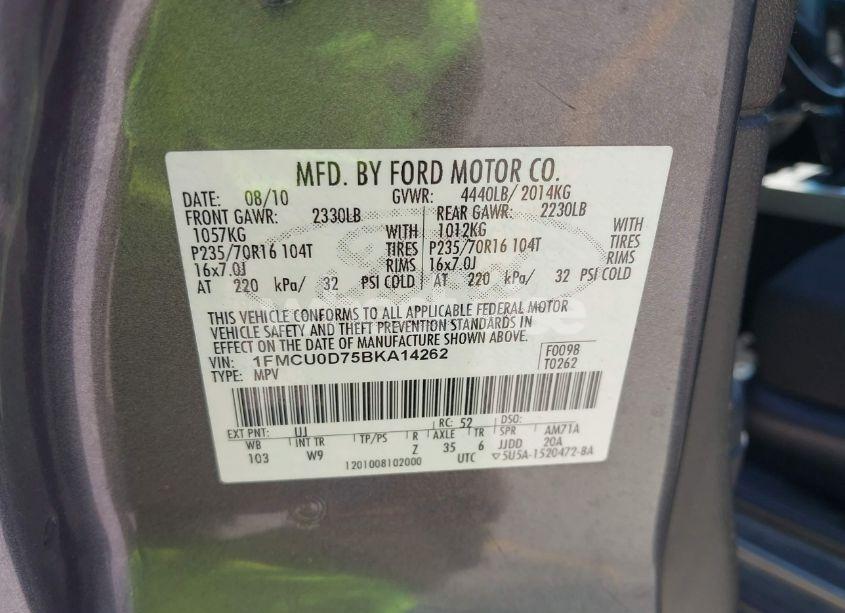 MFD. BY FORD MOTOR CO.
DATE: 08/10 GVWR: 4440LB/ 2014KG
FRONT GAWR: 2330LB REAR GAWR: 2230LB
1057KG WITH 1012KG WITH
P235/70R16 104T TIRES P235/70R16 104T TIRES
16x7.0J RIMS 16x7.0J RIMS
AT 220 kPa/ 32 PSI COLD AT 220 kPa/ 32 PSI COLD
THIS VEHICLE CONFORMS TO ALL APPLICABLE FEDERAL MOTOR
VEHICLE SAFETY AND THEFT PREVENTION STANDARDS IN
EFFECT ON THE DATE OF MANUFACTURE SHOWN ABOVE.
VIN: 1FMCU0D75BKA14262 F0098
TYPE: MPV T0262
EXT PNT: UJ RC: 52 DSO:
WB INT TR TP/PS R AXLE TR SPR AM71A
103 W9 Z 35 6 JJDD 20A
1201008102000 UTC ▽5U5A-1520472-BA